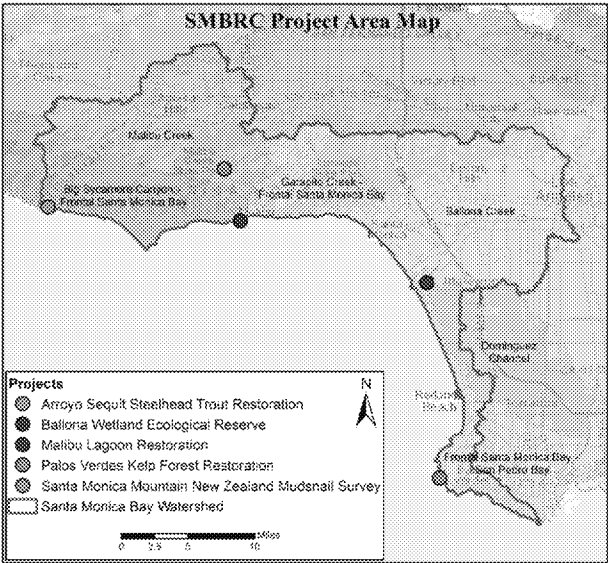 SMBRC Project Area Map
Malibu Creek
Big Sycamore Canyon -
Frontal Santa Monica Bay
Garapito Creek -
Frontal Santa Monica Bay
Ballona Creek
Dominguez
Channel
Redondo
Beach
Frontal Santa Monica Bay
San Pedro Bay
Projects
Arroyo Sequit Steelhead Trout Restoration
Ballona Wetland Ecological Reserve
Malibu Lagoon Restoration
Palos Verdes Kelp Forest Restoration
Santa Monica Mountain New Zealand Mudsnail Survey
Santa Monica Bay Watershed
N
Miles
0 2.5 5 10